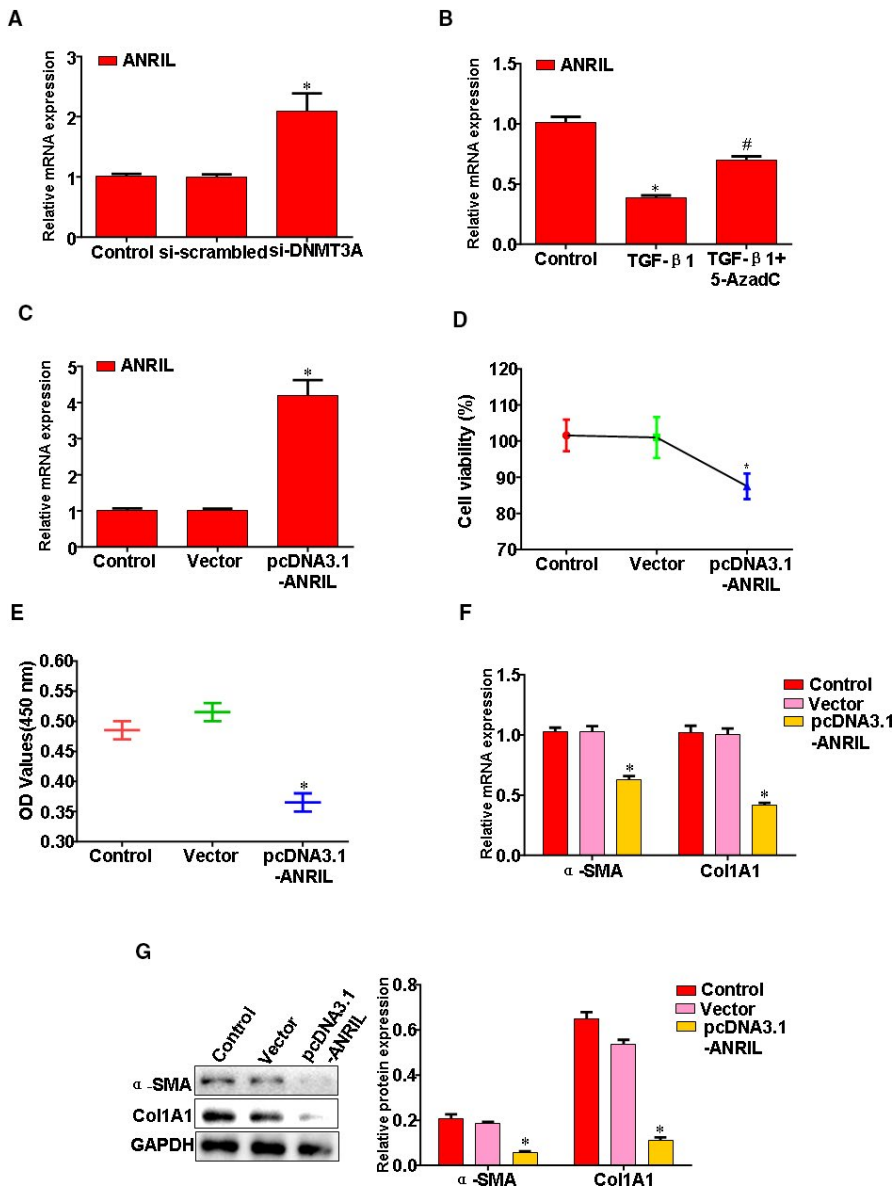 A
B
ANRIL
Relative mRNA expression
3
2
1
0
*
Control si-scrambled si-DNMT3A
ANRIL
Relative mRNA expression
1.5
1.0
0.5
0.0
*
#
Control
TGF-β1
TGF-β1+
5-AzadC
C
D
ANRIL
Relative mRNA expression
5
4
3
2
1
0
*
Control
Vector
pcDNA3.1
-ANRIL
Cell viability (%)
120
110
100
90
80
70
*
Control
Vector
pcDNA3.1
-ANRIL
E
F
OD Values(450 nm)
0.60
0.55
0.50
0.45
0.40
0.35
0.30
*
Control
Vector
pcDNA3.1
-ANRIL
Relative mRNA expression
1.5
1.0
0.5
0.0
*
*
α-SMA
Col1A1
Control
Vector
pcDNA3.1
-ANRIL
G
Control
Vector
pcDNA3.1
-ANRIL
α-SMA
Col1A1
GAPDH
Relative protein expression
0.8
0.6
0.4
0.2
0.0
*
*
α-SMA
Col1A1
Control
Vector
pcDNA3.1
-ANRIL